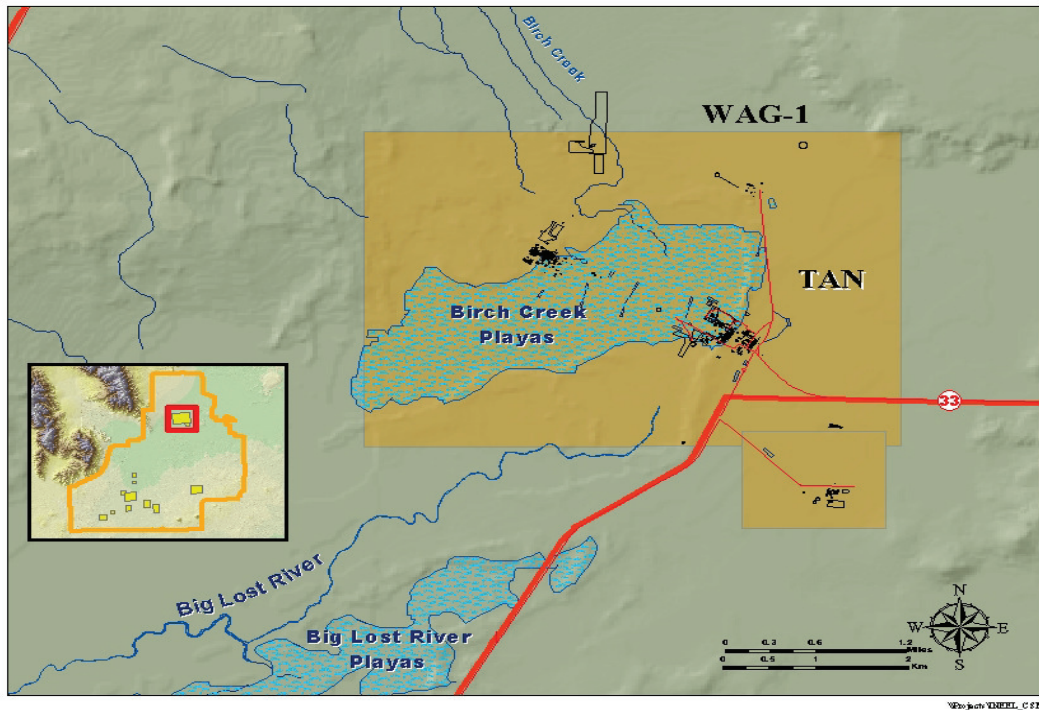 Birch Creek
WAG-1
TAN
Birch Creek
Playas
33
Big Lost River
Big Lost River
Playas
N
W E
S
0 0.3 0.6 1.2
Miles
0 0.5 1 2
Km